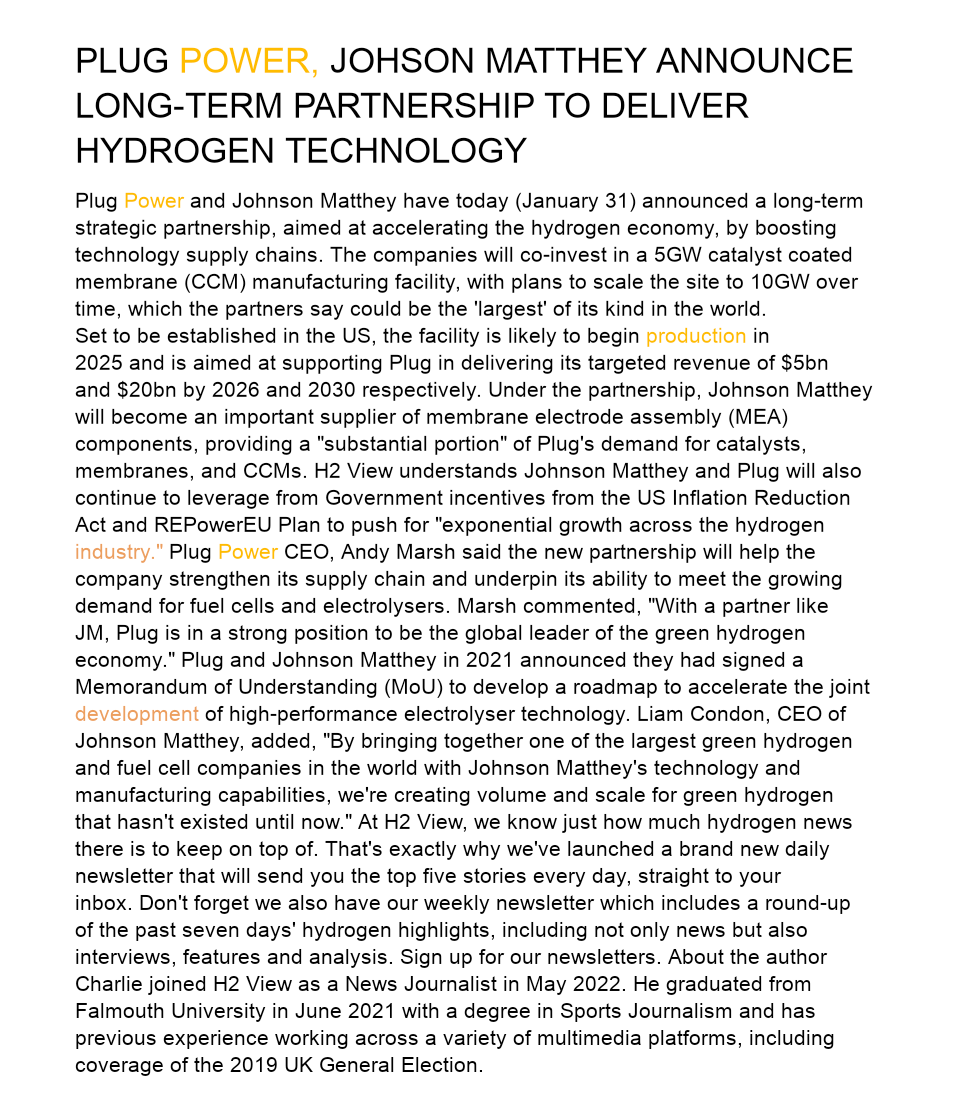 PLUG POWER, JOHSON MATTHEY ANNOUNCE
LONG-TERM PARTNERSHIP TO DELIVER
HYDROGEN TECHNOLOGY
Plug Power and Johnson Matthey have today (January 31) announced a long-term
strategic partnership, aimed at accelerating the hydrogen economy, by boosting
technology supply chains. The companies will co-invest in a 5GW catalyst coated
membrane (CCM) manufacturing facility, with plans to scale the site to 10GW over
time, which the partners say could be the 'largest' of its kind in the world.
Set to be established in the US, the facility is likely to begin production in
2025 and is aimed at supporting Plug in delivering its targeted revenue of $5bn
and $20bn by 2026 and 2030 respectively. Under the partnership, Johnson Matthey
will become an important supplier of membrane electrode assembly (MEA)
components, providing a "substantial portion" of Plug's demand for catalysts,
membranes, and CCMs. H2 View understands Johnson Matthey and Plug will also
continue to leverage from Government incentives from the US Inflation Reduction
Act and REPowerEU Plan to push for "exponential growth across the hydrogen
industry." Plug Power CEO, Andy Marsh said the new partnership will help the
company strengthen its supply chain and underpin its ability to meet the growing
demand for fuel cells and electrolysers. Marsh commented, "With a partner like
JM, Plug is in a strong position to be the global leader of the green hydrogen
economy." Plug and Johnson Matthey in 2021 announced they had signed a
Memorandum of Understanding (MoU) to develop a roadmap to accelerate the joint
development of high-performance electrolyser technology. Liam Condon, CEO of
Johnson Matthey, added, "By bringing together one of the largest green hydrogen
and fuel cell companies in the world with Johnson Matthey's technology and
manufacturing capabilities, we're creating volume and scale for green hydrogen
that hasn't existed until now." At H2 View, we know just how much hydrogen news
there is to keep on top of. That's exactly why we've launched a brand new daily
newsletter that will send you the top five stories every day, straight to your
inbox. Don't forget we also have our weekly newsletter which includes a round-up
of the past seven days' hydrogen highlights, including not only news but also
interviews, features and analysis. Sign up for our newsletters. About the author
Charlie joined H2 View as a News Journalist in May 2022. He graduated from
Falmouth University in June 2021 with a degree in Sports Journalism and has
previous experience working across a variety of multimedia platforms, including
coverage of the 2019 UK General Election.